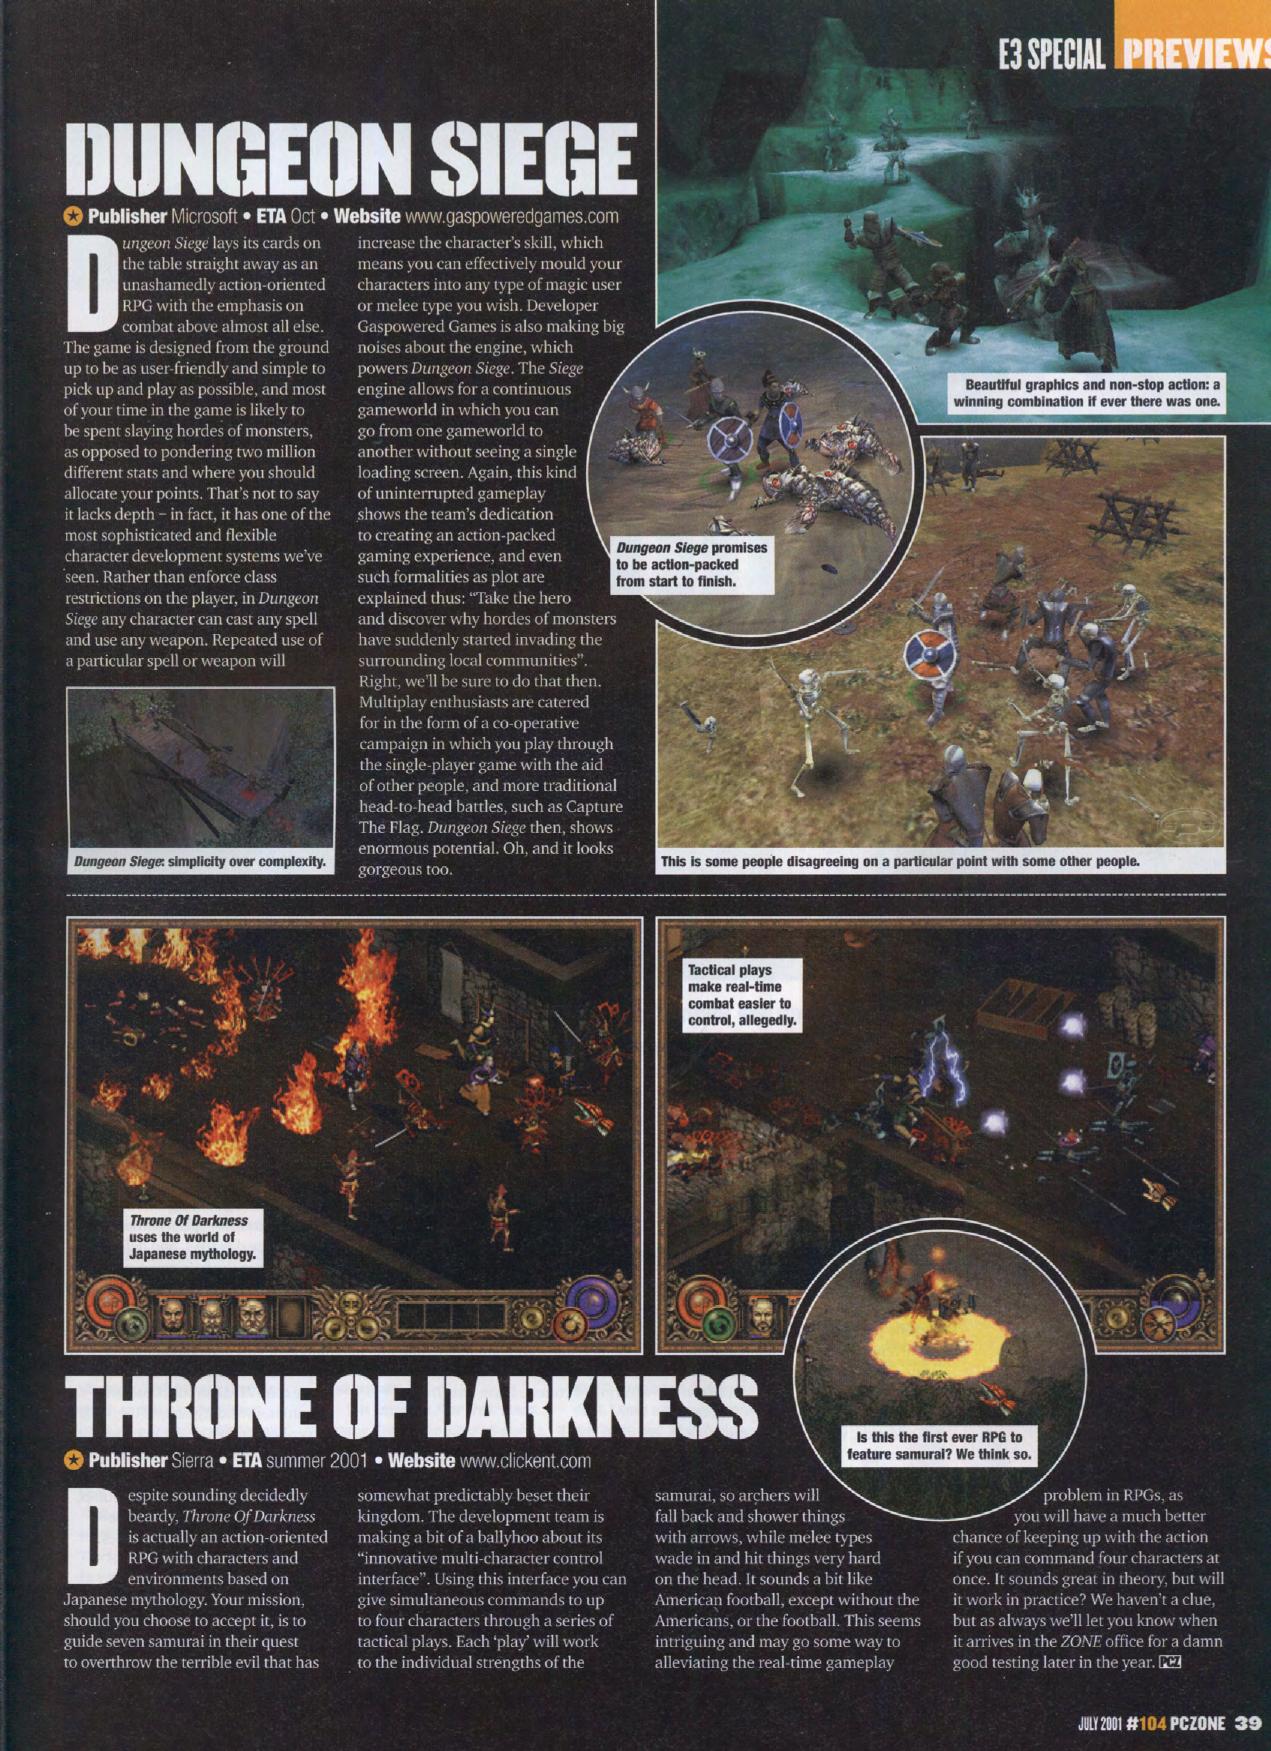 E3 SPECIAL PREVIEWS
DUNGEON SIEGE
Publisher Microsoft • ETA Oct • Website www.gaspoweredgames.com
Dungeon Siege lays its cards on
the table straight away as an
unashamedly action-oriented
RPG with the emphasis on
combat above almost all else.
The game is designed from the ground
up to be as user-friendly and simple to
pick up and play as possible, and most
of your time in the game is likely to
be spent slaying hordes of monsters,
as opposed to pondering two million
different stats and where you should
allocate your points. That's not to say
it lacks depth – in fact, it has one of the
most sophisticated and flexible
character development systems we've
seen. Rather than enforce class
restrictions on the player, in Dungeon
Siege any character can cast any spell
and use any weapon. Repeated use of
a particular spell or weapon will
increase the character's skill, which
means you can effectively mould your
characters into any type of magic user
or melee type you wish. Developer
Gaspowered Games is also making big
noises about the engine, which
powers Dungeon Siege. The Siege
engine allows for a continuous
gameworld in which you can
go from one gameworld to
another without seeing a single
loading screen. Again, this kind
of uninterrupted gameplay
shows the team's dedication
to creating an action-packed
gaming experience, and even
such formalities as plot are
explained thus: “Take the hero
and discover why hordes of monsters
have suddenly started invading the
surrounding local communities”.
Right, we'll be sure to do that then.
Multiplay enthusiasts are catered
for in the form of a co-operative
campaign in which you play through
the single-player game with the aid
of other people, and more traditional
head-to-head battles, such as Capture
The Flag. Dungeon Siege then, shows
enormous potential. Oh, and it looks
gorgeous too.
Beautiful graphics and non-stop action: a
winning combination if ever there was one.
Dungeon Siege promises
to be action-packed
from start to finish.
Dungeon Siege: simplicity over complexity.
This is some people disagreeing on a particular point with some other people.
Tactical plays
make real-time
combat easier to
control, allegedly.
Throne Of Darkness
uses the world of
Japanese mythology.
Is this the first ever RPG to
feature samurai? We think so.
THRONE OF DARKNESS
Publisher Sierra • ETA summer 2001 • Website www.clickent.com
Despite sounding decidedly
beardy, Throne Of Darkness
is actually an action-oriented
RPG with characters and
environments based on
Japanese mythology. Your mission,
should you choose to accept it, is to
guide seven samurai in their quest
to overthrow the terrible evil that has
somewhat predictably beset their
kingdom. The development team is
making a bit of a ballyhoo about its
“innovative multi-character control
interface”. Using this interface you can
give simultaneous commands to up
to four characters through a series of
tactical plays. Each ‘play’ will work
to the individual strengths of the
samurai, so archers will
fall back and shower things
with arrows, while melee types
wade in and hit things very hard
on the head. It sounds a bit like
American football, except without the
Americans, or the football. This seems
intriguing and may go some way to
alleviating the real-time gameplay
problem in RPGs, as
you will have a much better
chance of keeping up with the action
if you can command four characters at
once. It sounds great in theory, but will
it work in practice? We haven't a clue,
but as always we'll let you know when
it arrives in the ZONE office for a damn
good testing later in the year. PCZ
JULY 2001 #104 PCZONE 39